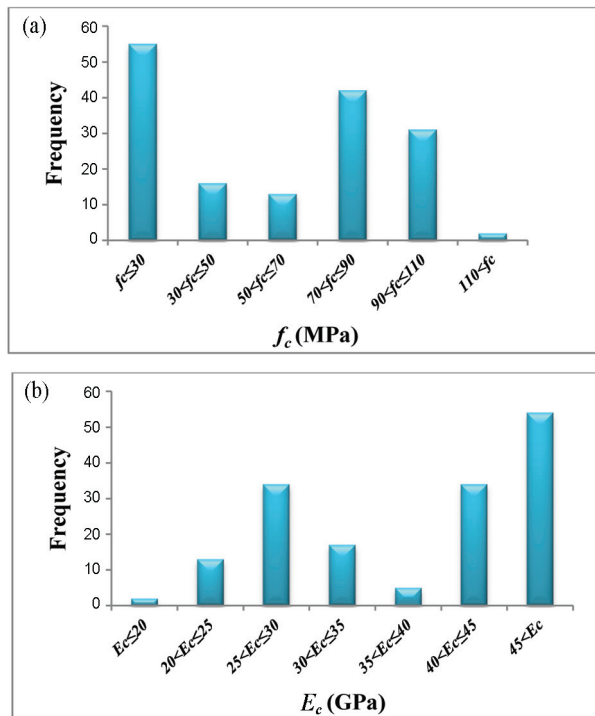 (a)
Frequency
60
50
40
30
20
10
0
fc≤30
30<fc≤50
50<fc≤70
70<fc≤90
90<fc≤110
110<fc
fc (MPa)
(b)
Frequency
60
50
40
30
20
10
0
Ec≤20
20<Ec≤25
25<Ec≤30
30<Ec≤35
35<Ec≤40
40<Ec≤45
45<Ec
Ec (GPa)